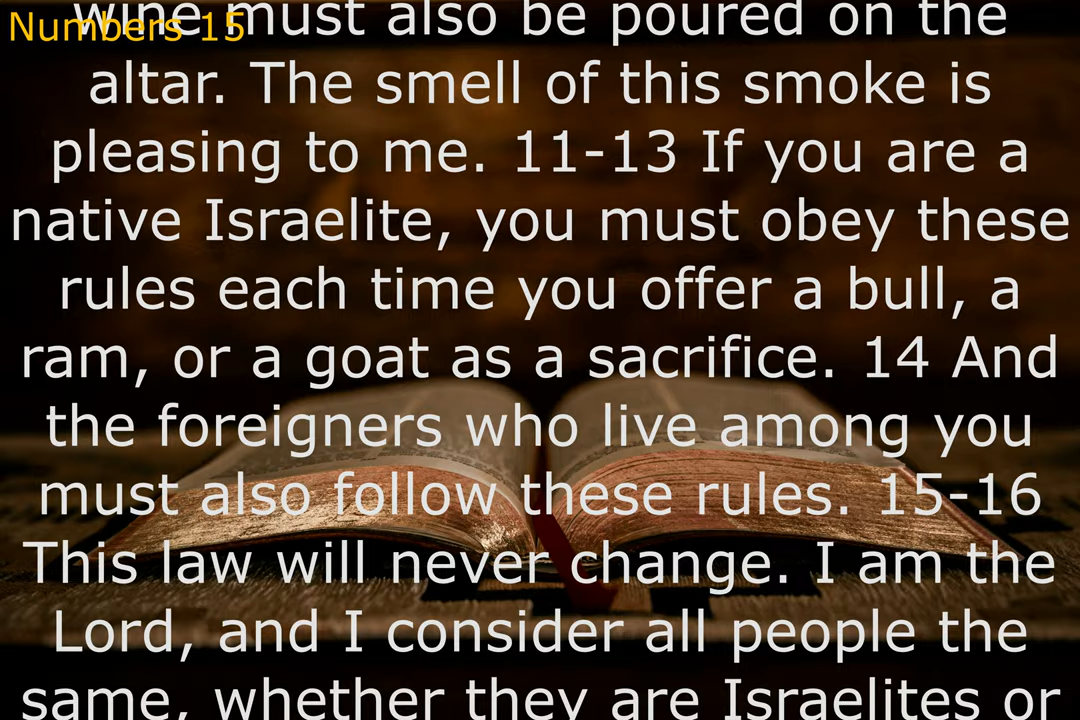 Numbers 15
wine must also be poured on the
altar. The smell of this smoke is
pleasing to me. 11-13 If you are a
native Israelite, you must obey these
rules each time you offer a bull, a
ram, or a goat as a sacrifice. 14 And
the foreigners who live among you
must also follow these rules. 15-16
This law will never change. I am the
Lord, and I consider all people the
same, whether they are Israelites or